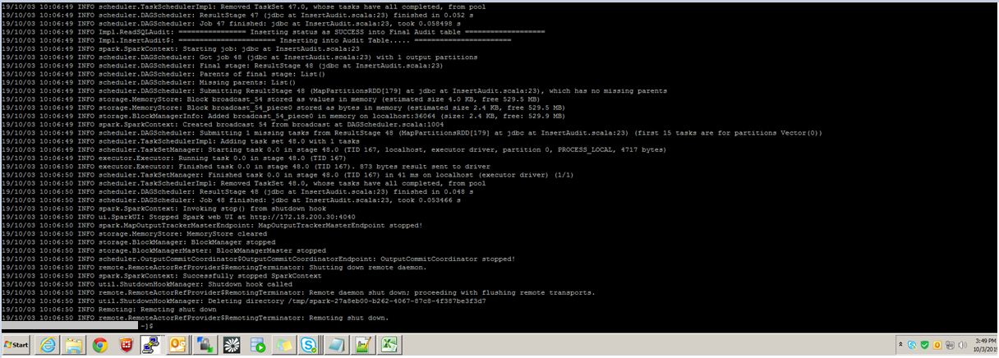 19/10/03 10:06:49 INFO scheduler.TaskSchedulerImpl: Removed TaskSet 47.0, whose tasks have all completed, from pool
19/10/03 10:06:49 INFO scheduler.DAGScheduler: ResultStage 47 (jdbc at InsertAudit.scala:23) finished in 0.052 s
19/10/03 10:06:49 INFO scheduler.DAGScheduler: Job 47 finished: jdbc at InsertAudit.scala:23, took 0.058498 s
19/10/03 10:06:49 INFO Impl.ReadSQLAudit: ================ Inserting status as SUCCESS into Final Audit table ===================
19/10/03 10:06:49 INFO Impl.InsertAudit$: ======================= Inserting into Audit Table..... =======================
19/10/03 10:06:49 INFO spark.SparkContext: Starting job: jdbc at InsertAudit.scala:23
19/10/03 10:06:49 INFO scheduler.DAGScheduler: Got job 48 (jdbc at InsertAudit.scala:23) with 1 output partitions
19/10/03 10:06:49 INFO scheduler.DAGScheduler: Final stage: ResultStage 48 (jdbc at InsertAudit.scala:23)
19/10/03 10:06:49 INFO scheduler.DAGScheduler: Parents of final stage: List()
19/10/03 10:06:49 INFO scheduler.DAGScheduler: Missing parents: List()
19/10/03 10:06:49 INFO scheduler.DAGScheduler: Submitting ResultStage 48 (MapPartitionsRDD[179] at jdbc at InsertAudit.scala:23), which has no missing parents
19/10/03 10:06:49 INFO storage.MemoryStore: Block broadcast_54 stored as values in memory (estimated size 4.0 KB, free 529.5 MB)
19/10/03 10:06:49 INFO storage.MemoryStore: Block broadcast_54_piece0 stored as bytes in memory (estimated size 2.4 KB, free 529.5 MB)
19/10/03 10:06:49 INFO storage.BlockManagerInfo: Added broadcast_54_piece0 in memory on localhost:36064 (size: 2.4 KB, free: 529.9 MB)
19/10/03 10:06:49 INFO spark.SparkContext: Created broadcast 54 from broadcast at DAGScheduler.scala:1004
19/10/03 10:06:49 INFO scheduler.DAGScheduler: Submitting 1 missing tasks from ResultStage 48 (MapPartitionsRDD[179] at jdbc at InsertAudit.scala:23) (first 15 tasks are for partitions Vector(0))
19/10/03 10:06:49 INFO scheduler.TaskSchedulerImpl: Adding task set 48.0 with 1 tasks
19/10/03 10:06:49 INFO scheduler.TaskSetManager: Starting task 0.0 in stage 48.0 (TID 167, localhost, executor driver, partition 0, PROCESS_LOCAL, 4717 bytes)
19/10/03 10:06:49 INFO executor.Executor: Running task 0.0 in stage 48.0 (TID 167)
19/10/03 10:06:50 INFO executor.Executor: Finished task 0.0 in stage 48.0 (TID 167). 873 bytes result sent to driver
19/10/03 10:06:50 INFO scheduler.TaskSetManager: Finished task 0.0 in stage 48.0 (TID 167) in 41 ms on localhost (executor driver) (1/1)
19/10/03 10:06:50 INFO scheduler.TaskSchedulerImpl: Removed TaskSet 48.0, whose tasks have all completed, from pool
19/10/03 10:06:50 INFO scheduler.DAGScheduler: ResultStage 48 (jdbc at InsertAudit.scala:23) finished in 0.048 s
19/10/03 10:06:50 INFO scheduler.DAGScheduler: Job 48 finished: jdbc at InsertAudit.scala:23, took 0.053466 s
19/10/03 10:06:50 INFO spark.SparkContext: Invoking stop() from shutdown hook
19/10/03 10:06:50 INFO ui.SparkUI: Stopped Spark web UI at http://172.18.200.30:4040
19/10/03 10:06:50 INFO spark.MapOutputTrackerMasterEndpoint: MapOutputTrackerMasterEndpoint stopped!
19/10/03 10:06:50 INFO storage.MemoryStore: MemoryStore cleared
19/10/03 10:06:50 INFO storage.BlockManager: BlockManager stopped
19/10/03 10:06:50 INFO storage.BlockManagerMaster: BlockManagerMaster stopped
19/10/03 10:06:50 INFO scheduler.OutputCommitCoordinator$OutputCommitCoordinatorEndpoint: OutputCommitCoordinator stopped!
19/10/03 10:06:50 INFO remote.RemoteActorRefProvider$RemotingTerminator: Shutting down remote daemon.
19/10/03 10:06:50 INFO spark.SparkContext: Successfully stopped SparkContext
19/10/03 10:06:50 INFO util.ShutdownHookManager: Shutdown hook called
19/10/03 10:06:50 INFO remote.RemoteActorRefProvider$RemotingTerminator: Remote daemon shut down; proceeding with flushing remote transports.
19/10/03 10:06:50 INFO util.ShutdownHookManager: Deleting directory /tmp/spark-27a8eb00-b262-4067-87c8-4f387be3f3d7
19/10/03 10:06:50 INFO Remoting: Remoting shut down
19/10/03 10:06:50 INFO remote.RemoteActorRefProvider$RemotingTerminator: Remoting shut down.
~]$
Start
3:49 PM
10/3/201